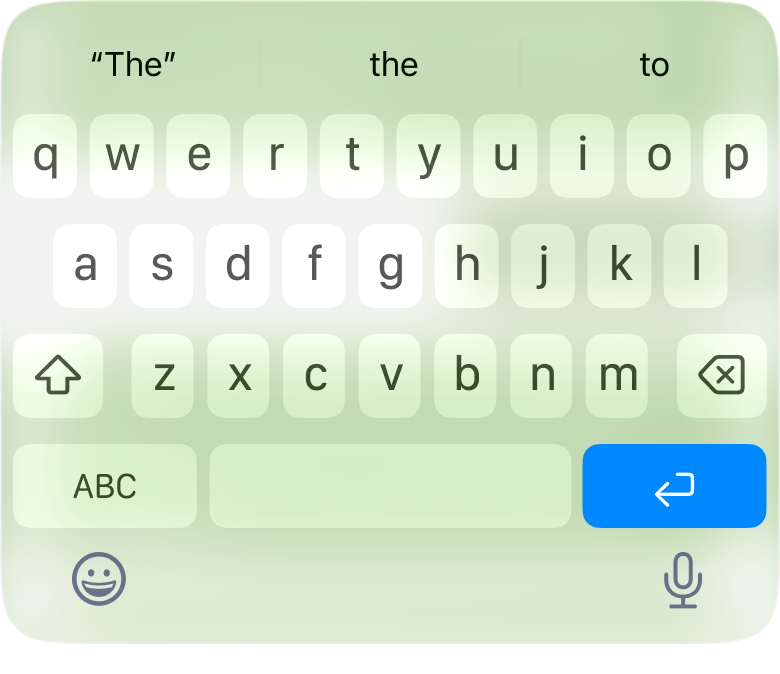 “The” the to
q w e r t y u i o p
a s d f g h j k l
z x c v b n m
ABC